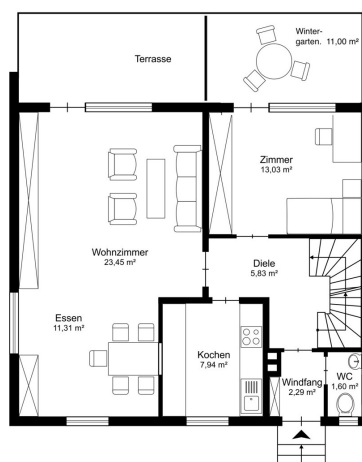 Winter-
garten. 11,00 m²
Terrasse
Zimmer
13,03 m²
Wohnzimmer
23,45 m²
Diele
5,83 m²
Essen
11,31 m²
Kochen
7,94 m²
Windfang
2,29 m²
WC
1,60 m²